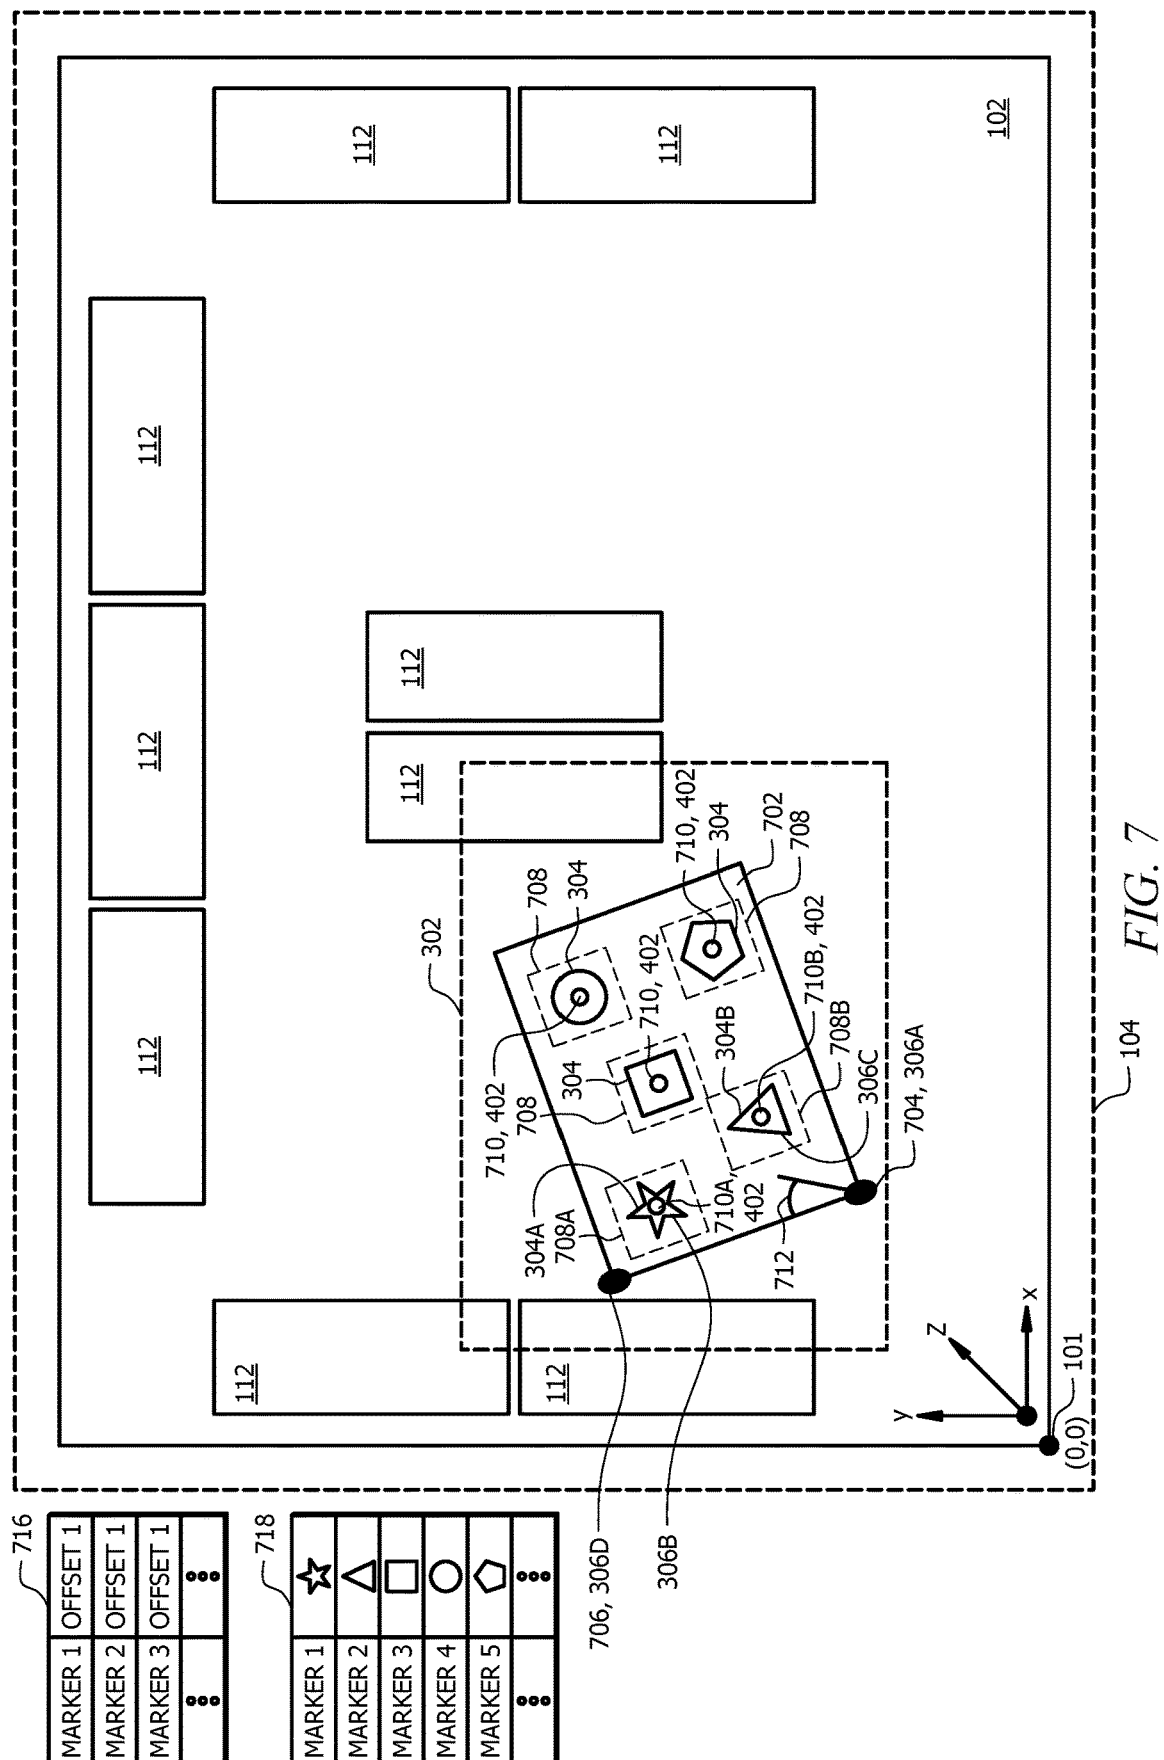 716
MARKER 1 OFFSET 1
MARKER 2 OFFSET 1
MARKER 3 OFFSET 1
718
MARKER 1
MARKER 2
MARKER 3
MARKER 4
MARKER 5
706, 306D
306B
112
112
112
112
112
112
112
112
112
102
302
710, 402
708
304
708
304
304A
708A
710, 402
710, 402
304
702
708
710A,
402
304B
710B, 402
708B
306C
704, 306A
712
y
Z
x
101
(0,0)
104
FIG. 7